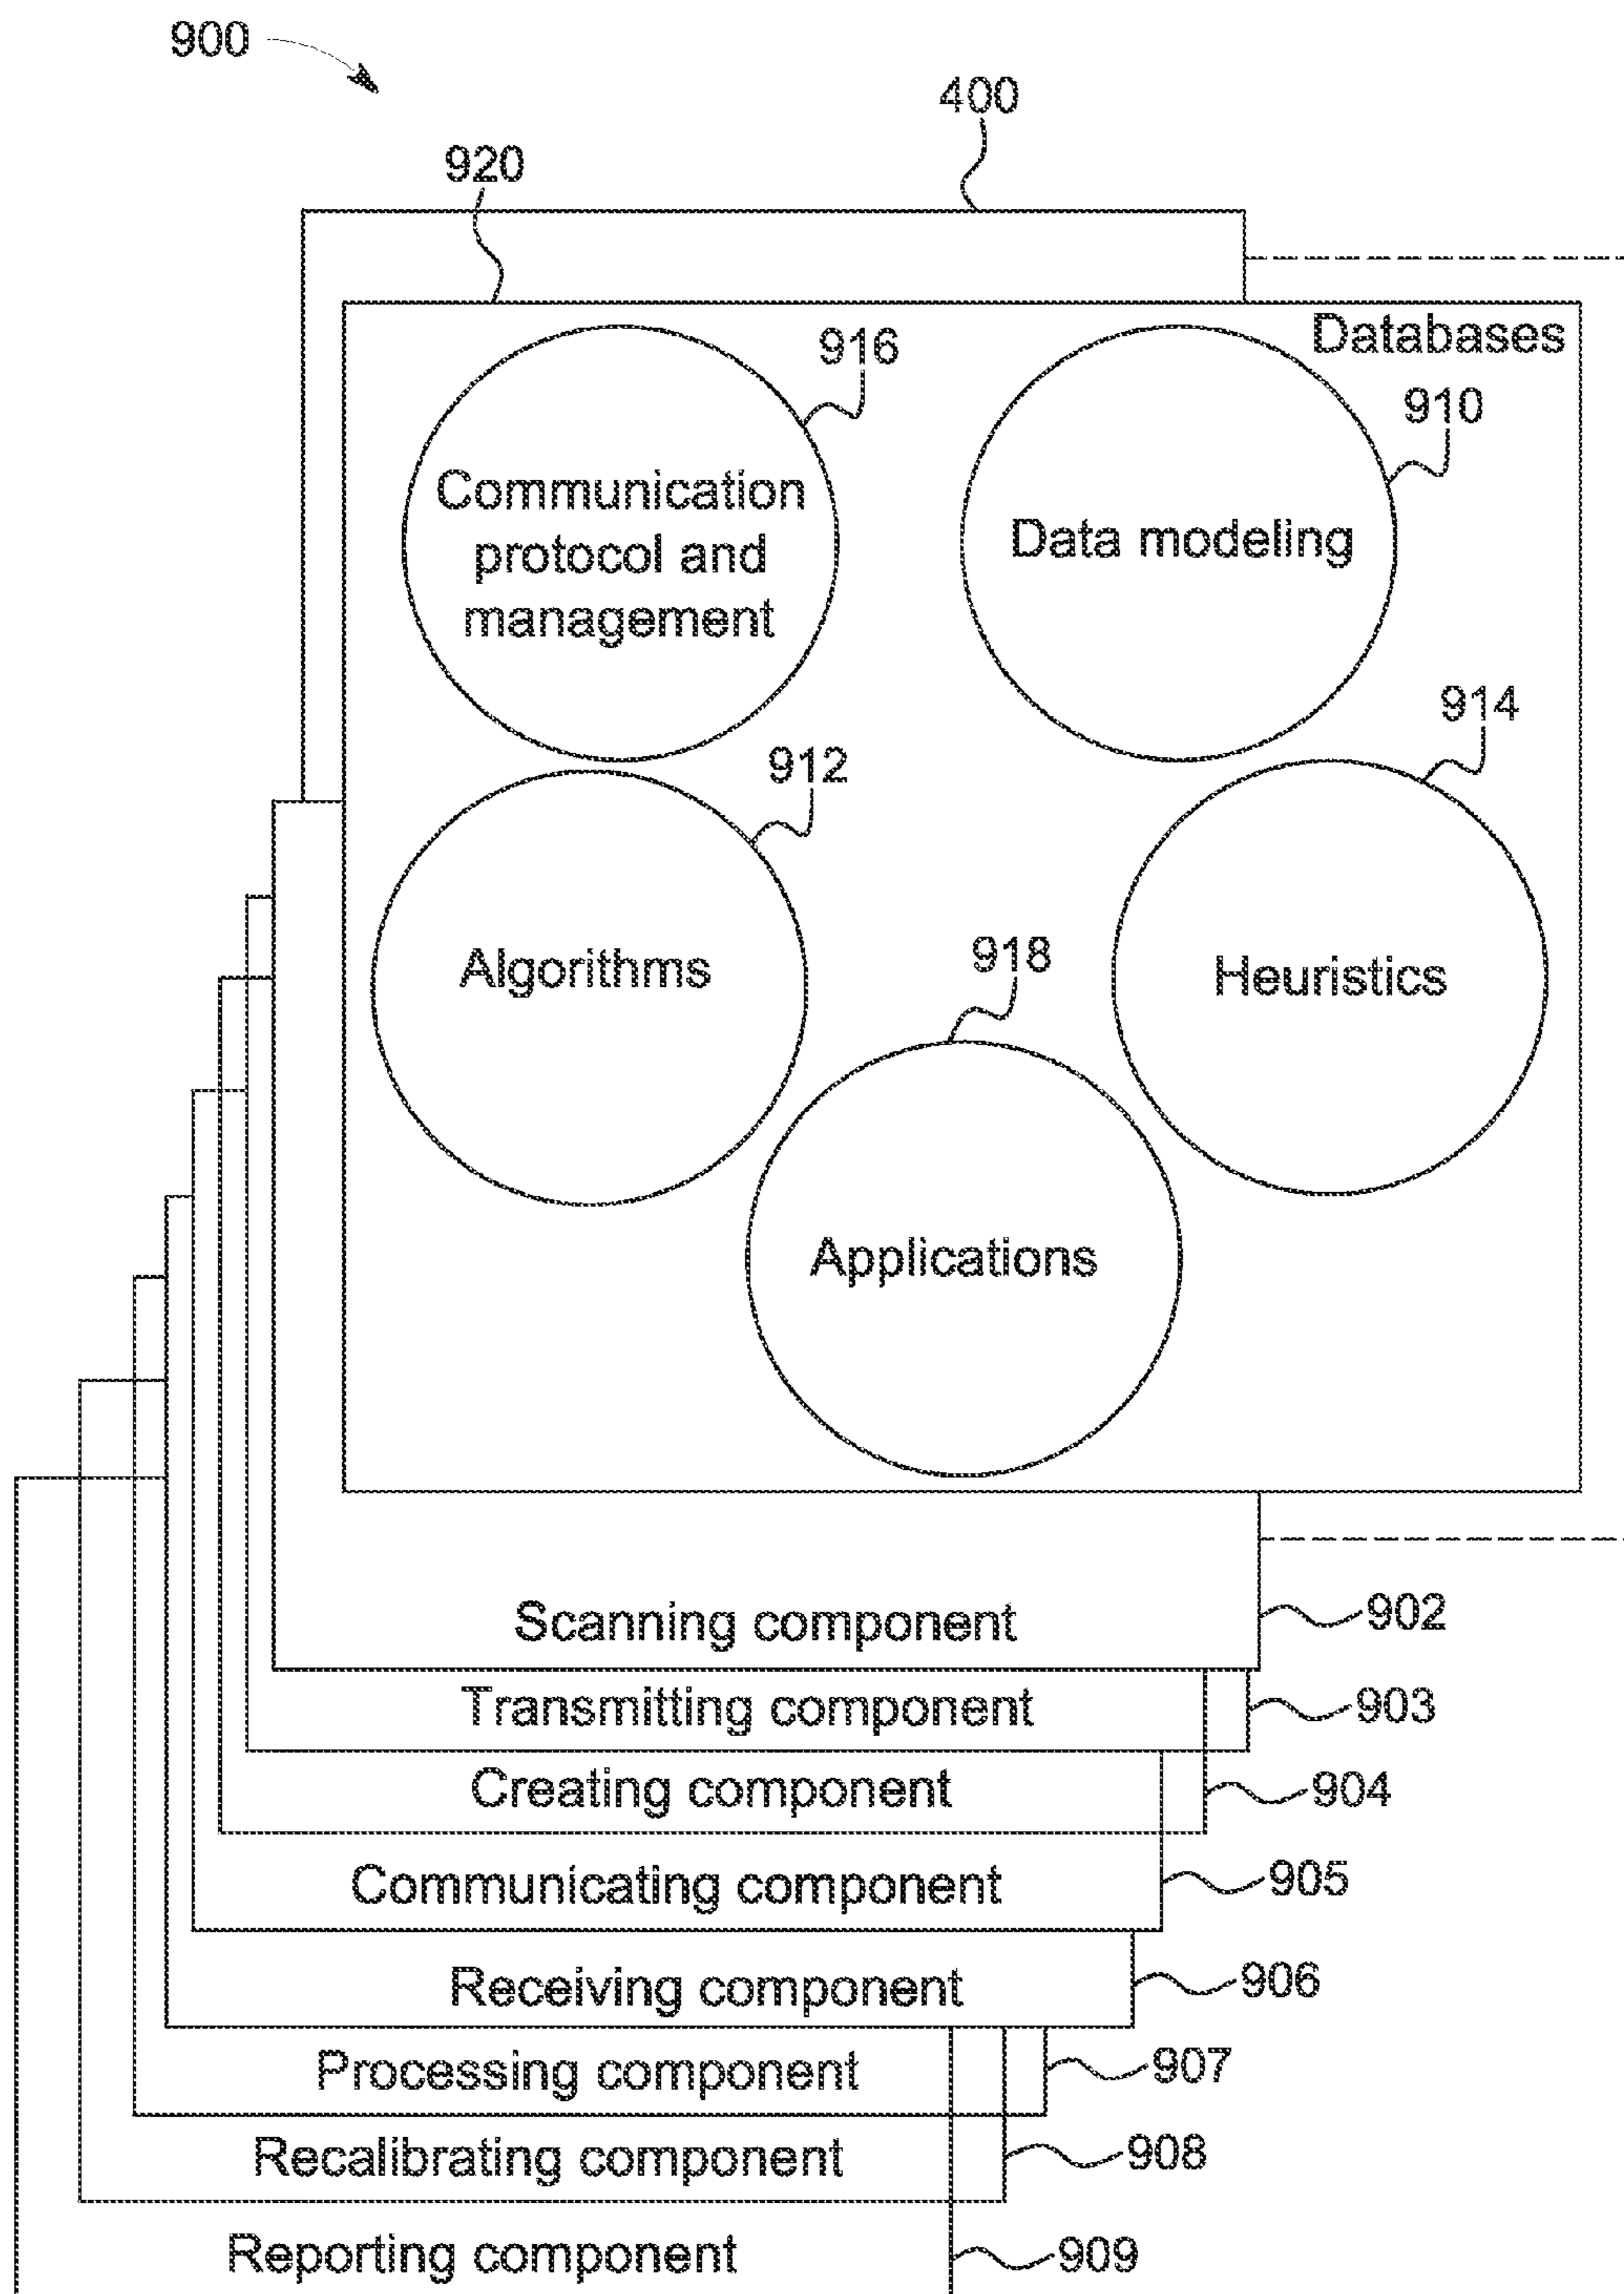 900
400
920
Databases
916
910
Communication
protocol and
management
Data modeling
914
912
Algorithms
918
Heuristics
Applications
Scanning component
902
Transmitting component
903
Creating component
904
Communicating component
905
Receiving component
906
Processing component
907
Recalibrating component
908
Reporting component
909